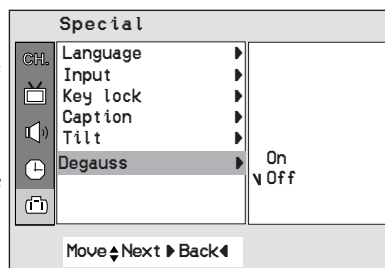 Special
CH.
Language
Input
Key lock
Caption
Tilt
Degauss
On
Off
Move Next Back